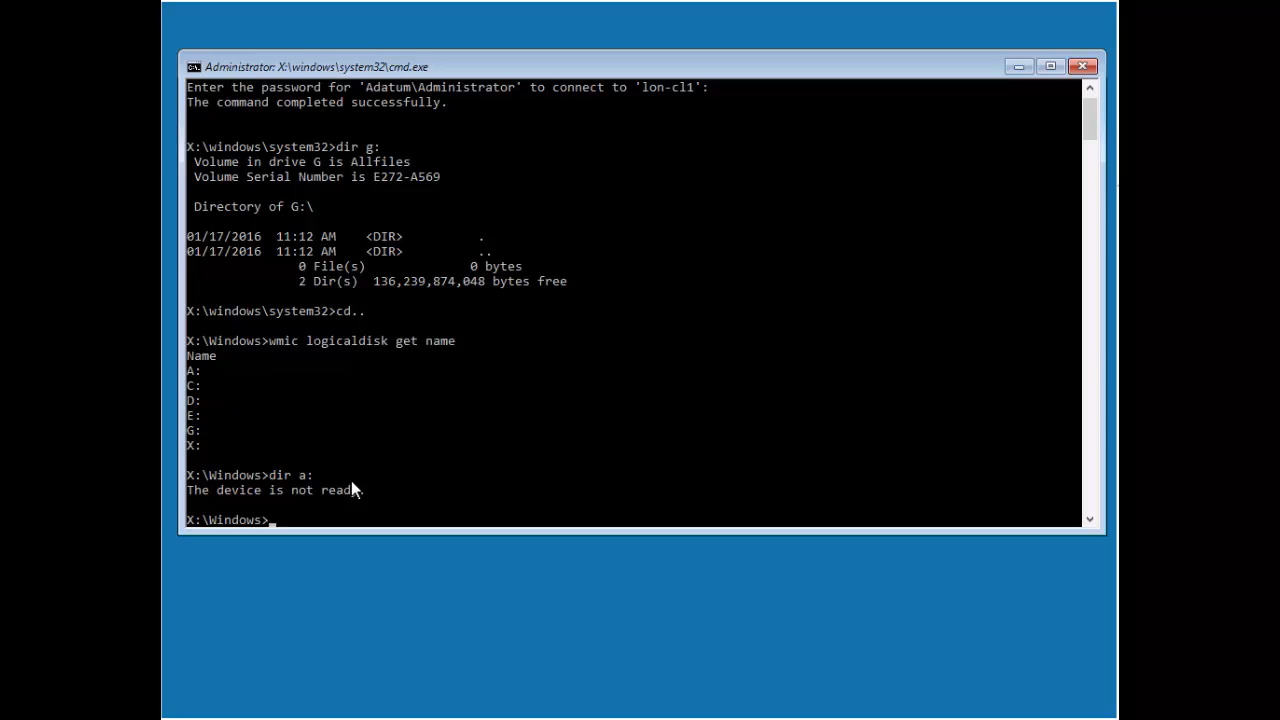 Administrator: X:\windows\system32\cmd.exe
Enter the password for 'Adatum\Administrator' to connect to 'lon-cl1':
The command completed successfully.
X:\windows\system32>dir g:
Volume in drive G is Allfiles
Volume Serial Number is E272-A569
Directory of G:\
01/17/2016  11:12 AM    <DIR>          .
01/17/2016  11:12 AM    <DIR>          ..
0 File(s)              0 bytes
2 Dir(s)  136,239,874,048 bytes free
X:\windows\system32>cd..
X:\Windows>wmic logicaldisk get name
Name
A:
C:
D:
E:
G:
X:
X:\Windows>dir a:
The device is not ready.
X:\Windows>_